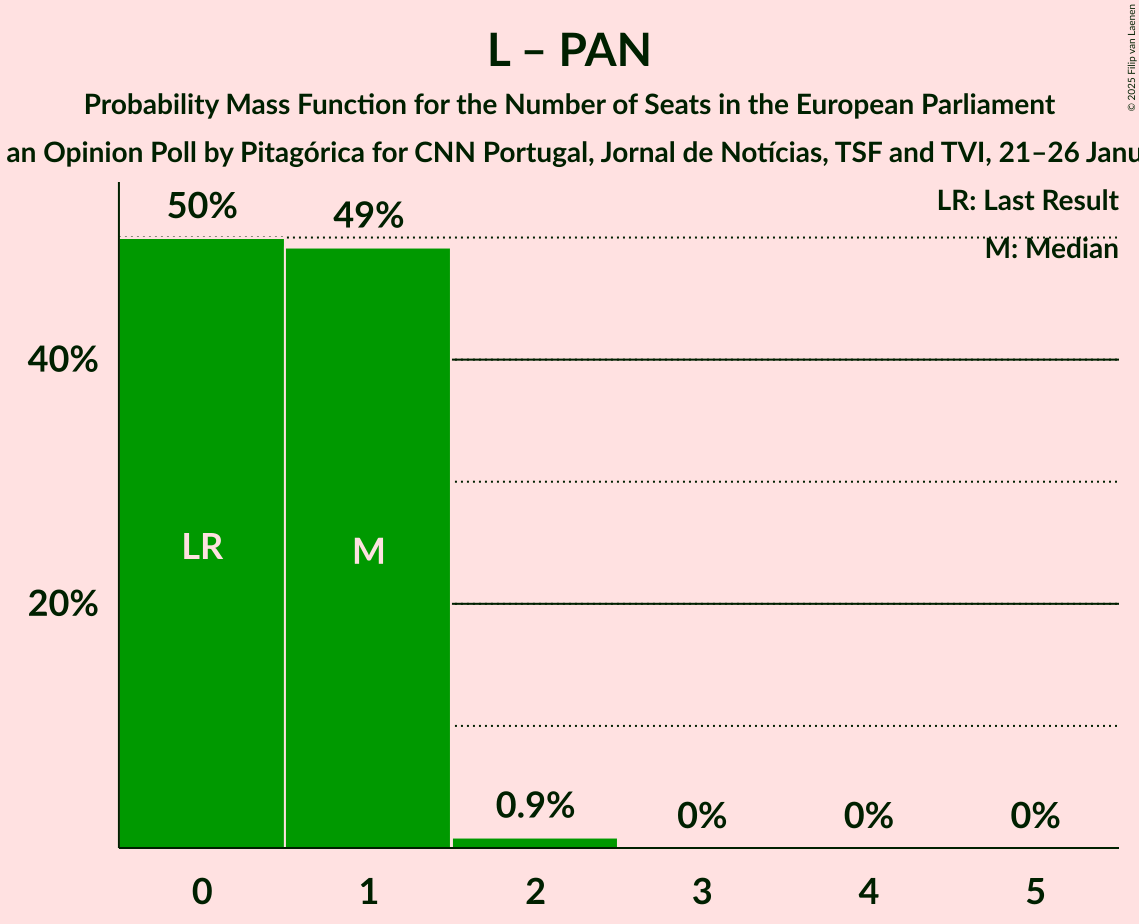 L – PAN
Probability Mass Function for the Number of Seats in the European Parliament
an Opinion Poll by Pitagórica for CNN Portugal, Jornal de Notícias, TSF and TVI, 21–26 Janu
© 2025 Filip van Laenen
LR: Last Result
M: Median
50%
49%
40%
LR
M
20%
0.9%
0%
0%
0%
0
1
2
3
4
5